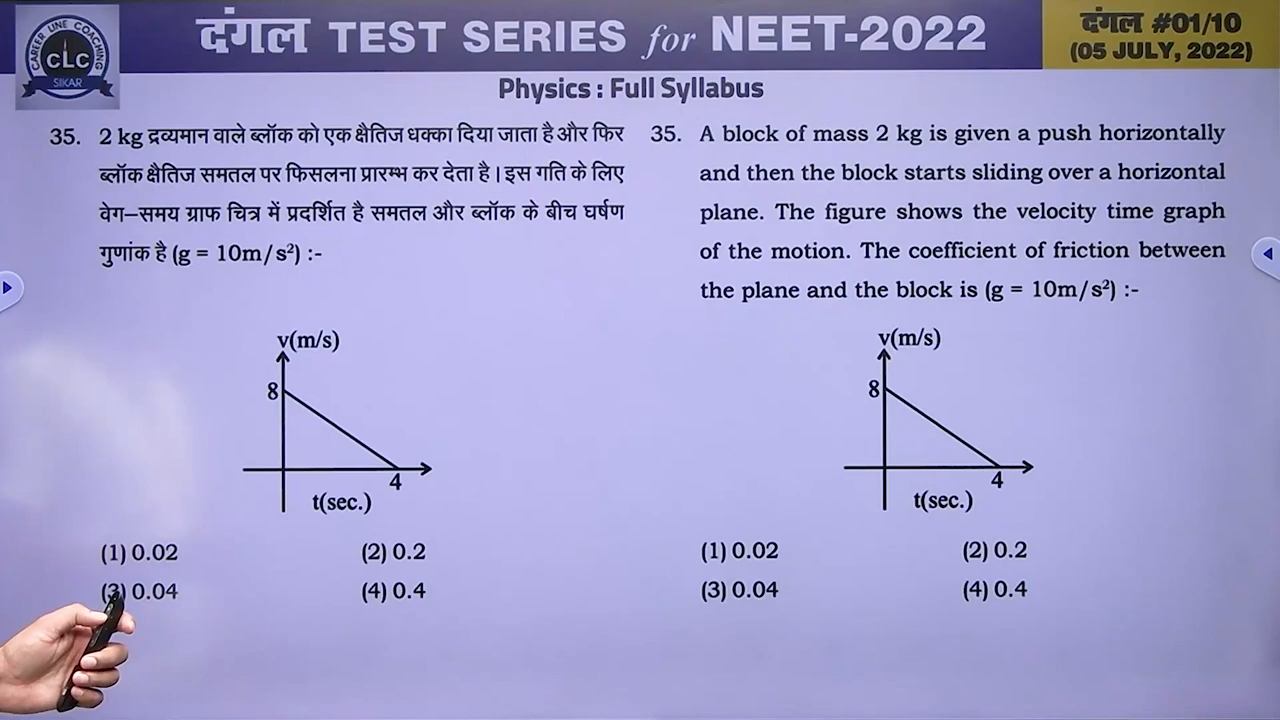 CAREER LINE COACHING
CLC
SIKAR
दंगल TEST SERIES for NEET-2022
दंगल #01/10
(05 JULY, 2022)
Physics : Full Syllabus
35. 2 kg द्रव्यमान वाले ब्लॉक को एक क्षैतिज धक्का दिया जाता है और फिर
ब्लॉक क्षैतिज समतल पर फिसलना प्रारम्भ कर देता है। इस गति के लिए
वेग–समय ग्राफ चित्र में प्रदर्शित है समतल और ब्लॉक के बीच घर्षण
गुणांक है (g = 10m/s²) :-
v(m/s)
8
4
t(sec.)
(1) 0.02 (2) 0.2
(3) 0.04 (4) 0.4
35. A block of mass 2 kg is given a push horizontally
and then the block starts sliding over a horizontal
plane. The figure shows the velocity time graph
of the motion. The coefficient of friction between
the plane and the block is (g = 10m/s²) :-
v(m/s)
8
4
t(sec.)
(1) 0.02 (2) 0.2
(3) 0.04 (4) 0.4